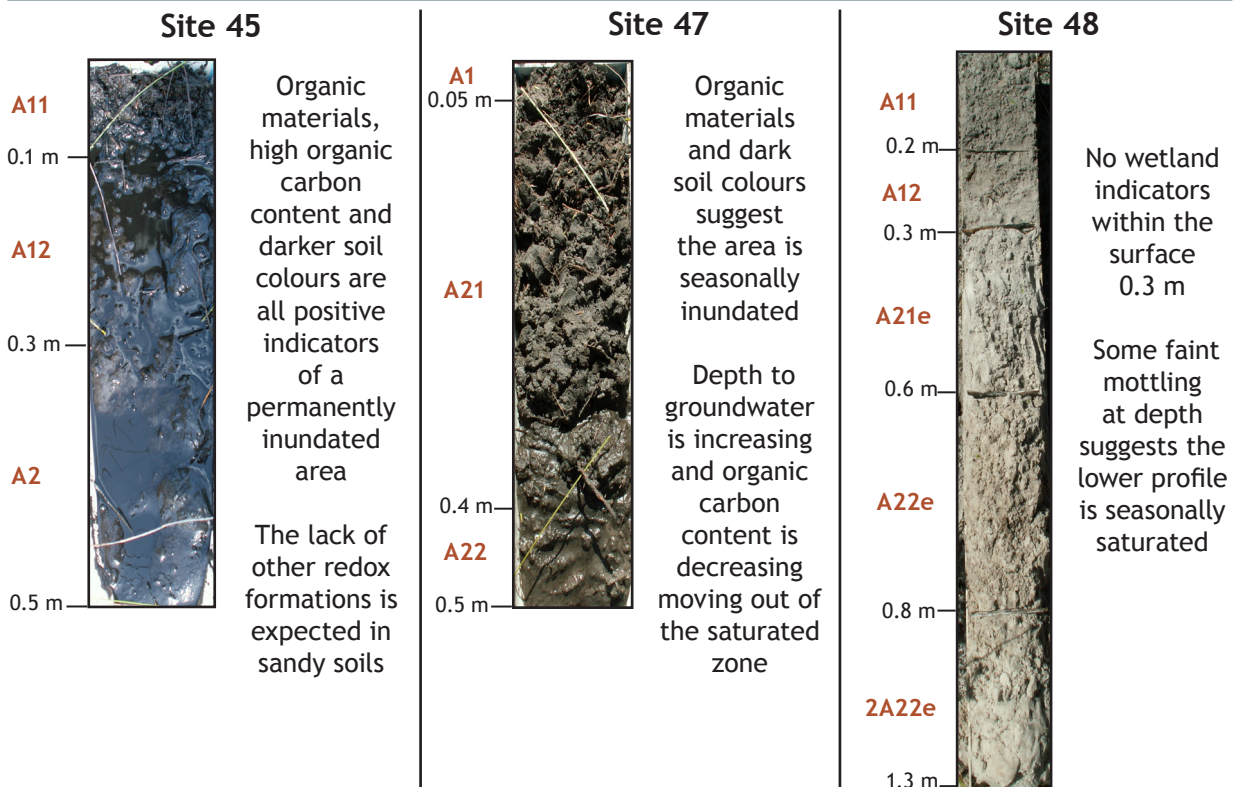 Site 45
A11
0.1 m
A12
0.3 m
A2
0.5 m
Organic
materials,
high organic
carbon
content and
darker soil
colours are
all positive
indicators
of a
permanently
inundated
area
The lack of
other redox
formations is
expected in
sandy soils
Site 47
A1
0.05 m
A21
0.4 m
A22
0.5 m
Organic
materials
and dark
soil colours
suggest
the area is
seasonally
inundated
Depth to
groundwater
is increasing
and organic
carbon
content is
decreasing
moving out of
the saturated
zone
Site 48
A11
0.2 m
A12
0.3 m
A21e
0.6 m
A22e
0.8 m
2A22e
1.3 m
No wetland
indicators
within the
surface
0.3 m
Some faint
mottling
at depth
suggests the
lower profile
is seasonally
saturated